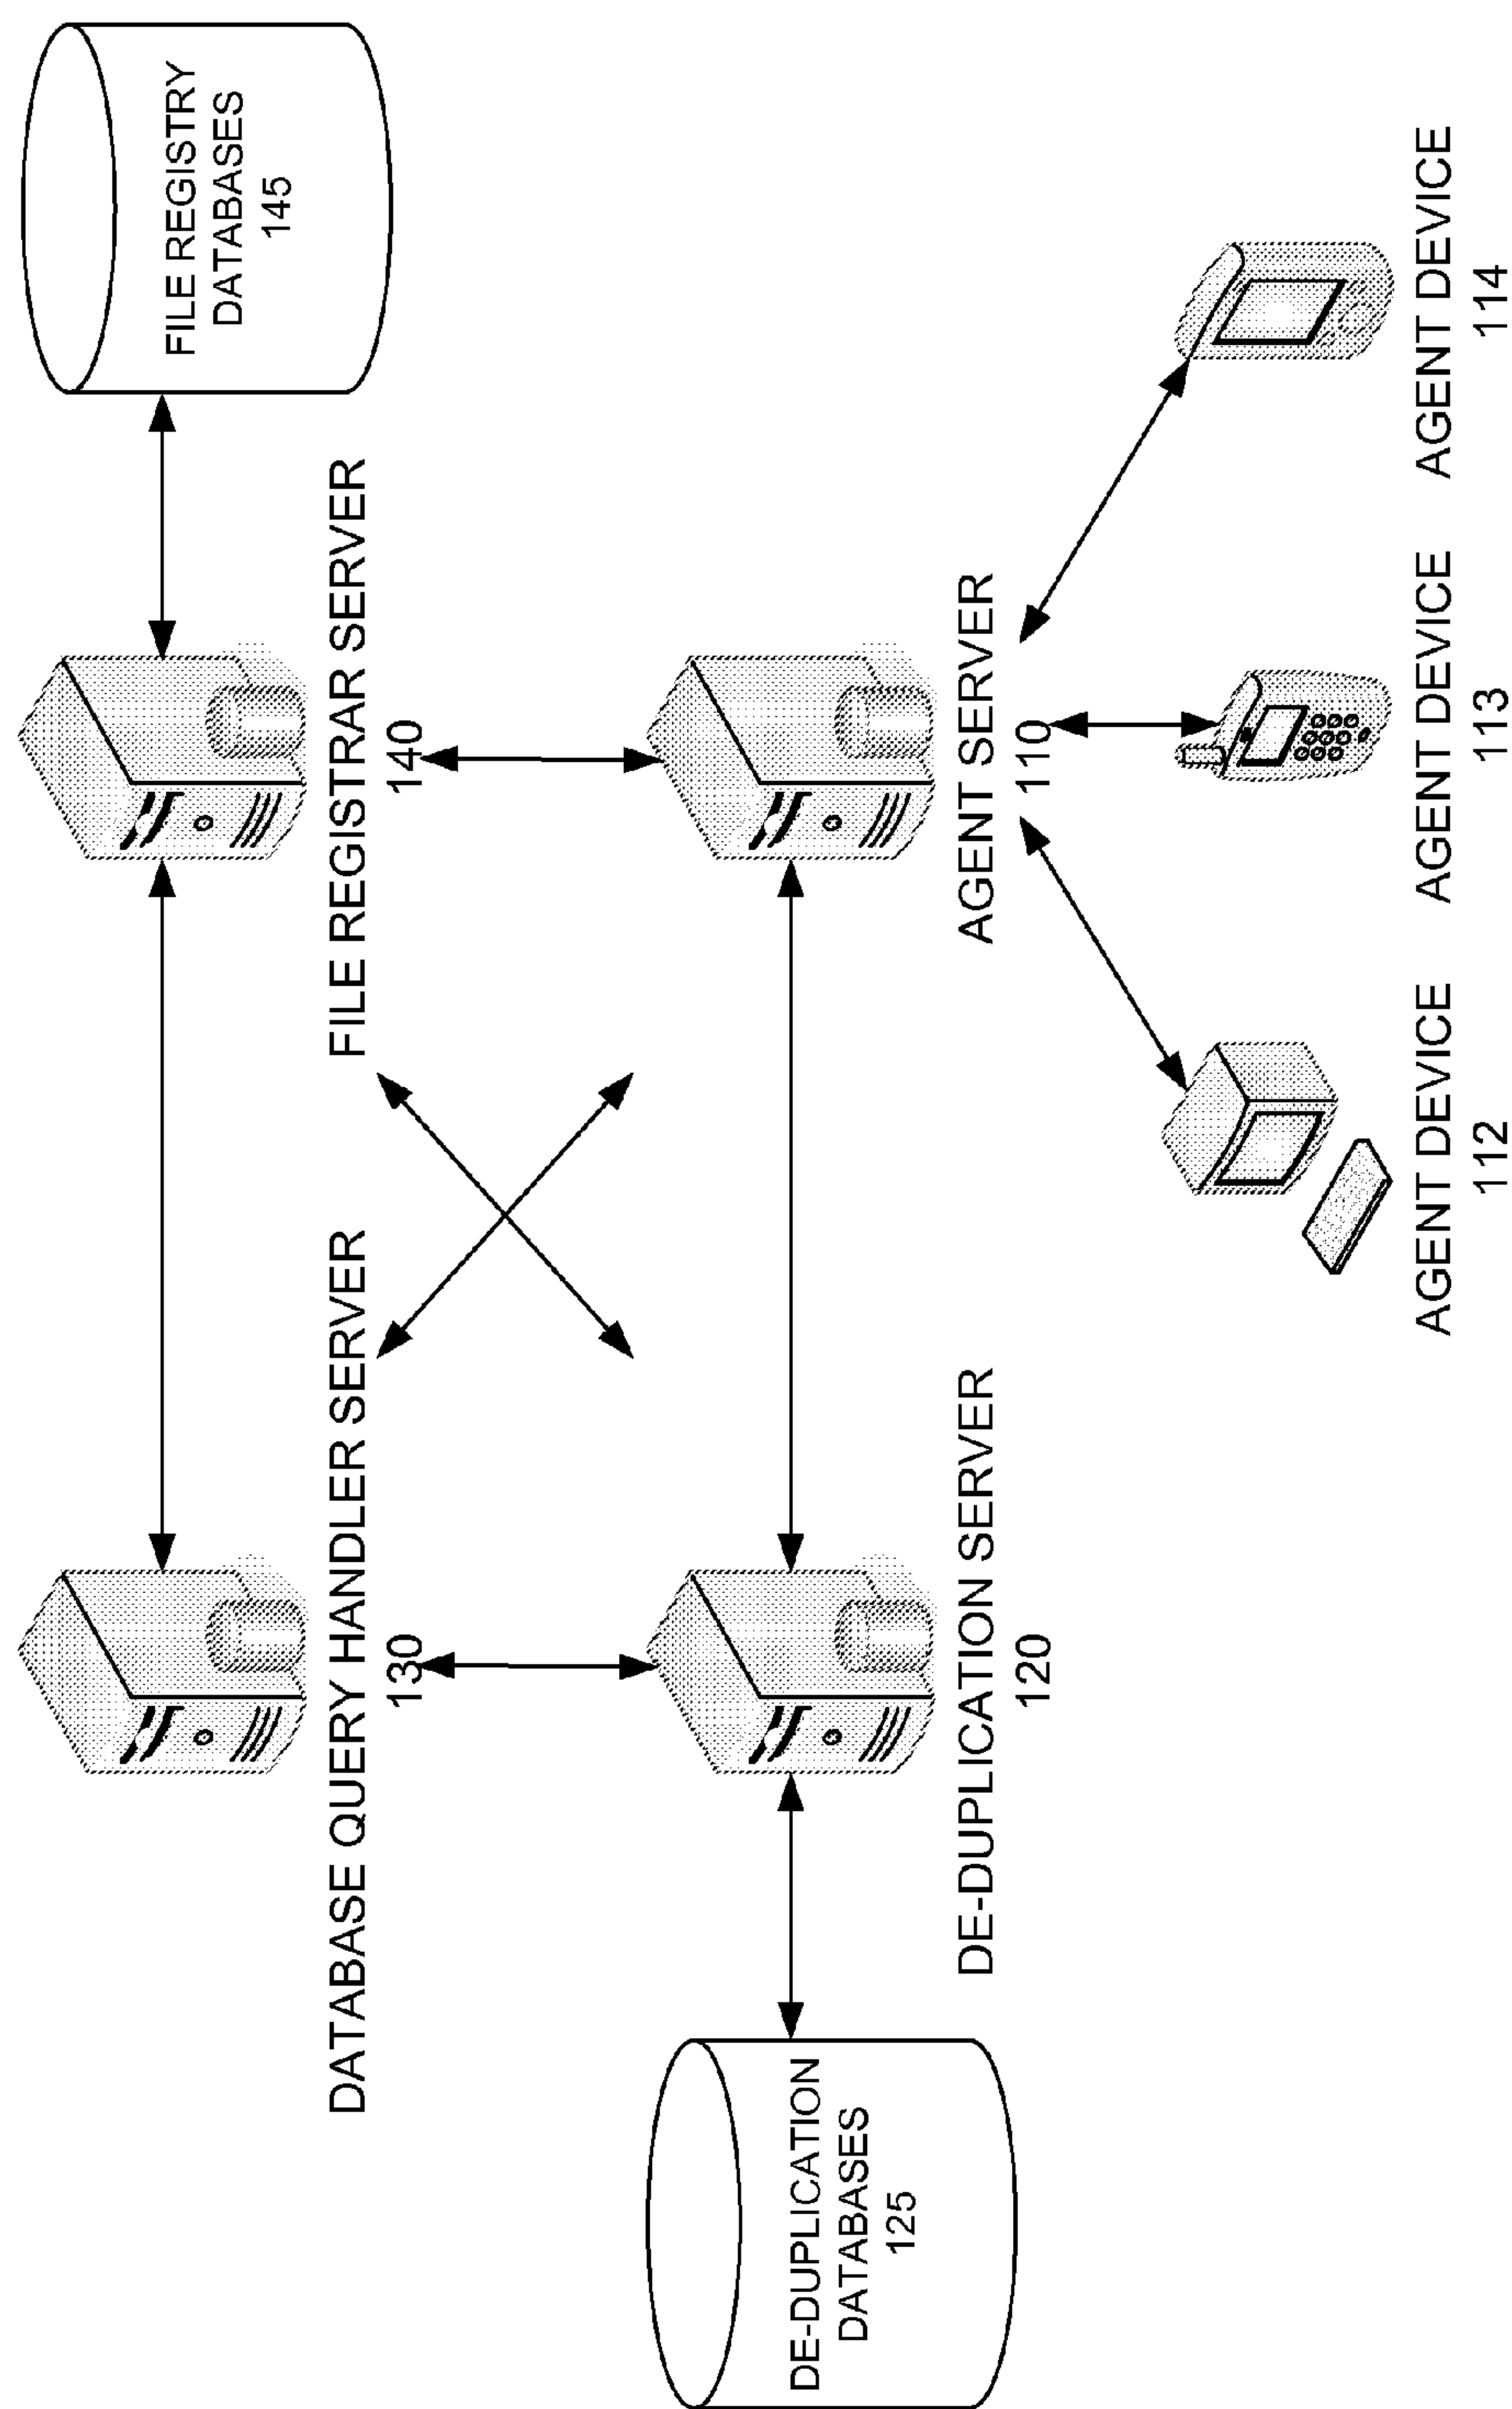 FILE REGISTRY
DATABASES
145
DATABASE QUERY HANDLER SERVER
130
FILE REGISTRAR SERVER
140
DE-DUPLICATION
DATABASES
125
DE-DUPLICATION SERVER
120
AGENT SERVER
110
AGENT DEVICE
112
AGENT DEVICE
113
AGENT DEVICE
114